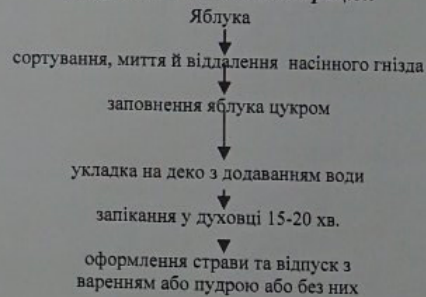 Яблука
сортування, миття й віддалення насінного гнізда
заповнення яблука цукром
укладка на деко з додаванням води
запікання у духовці 15-20 хв.
оформлення страви та відпуск з
варенням або пудрою або без них